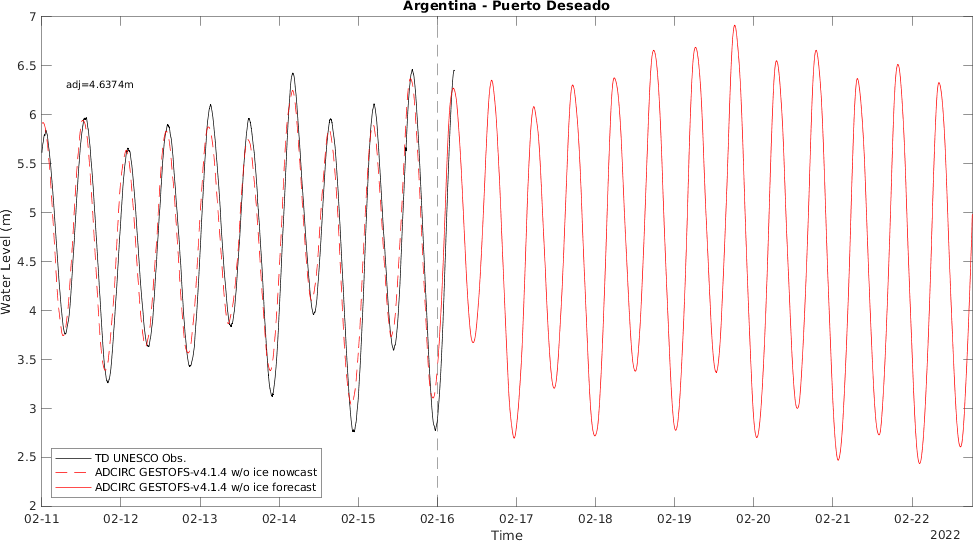 Argentina - Puerto Deseado
7
6.5
adj=4.6374m
6
5.5
5
4.5
4
3.5
3
2.5
2
Water Level (m)
TD UNESCO Obs.
ADCIRC GESTOFS-v4.1.4 w/o ice nowcast
ADCIRC GESTOFS-v4.1.4 w/o ice forecast
02-11 02-12 02-13 02-14 02-15 02-16 02-17 02-18 02-19 02-20 02-21 02-22
Time
2022